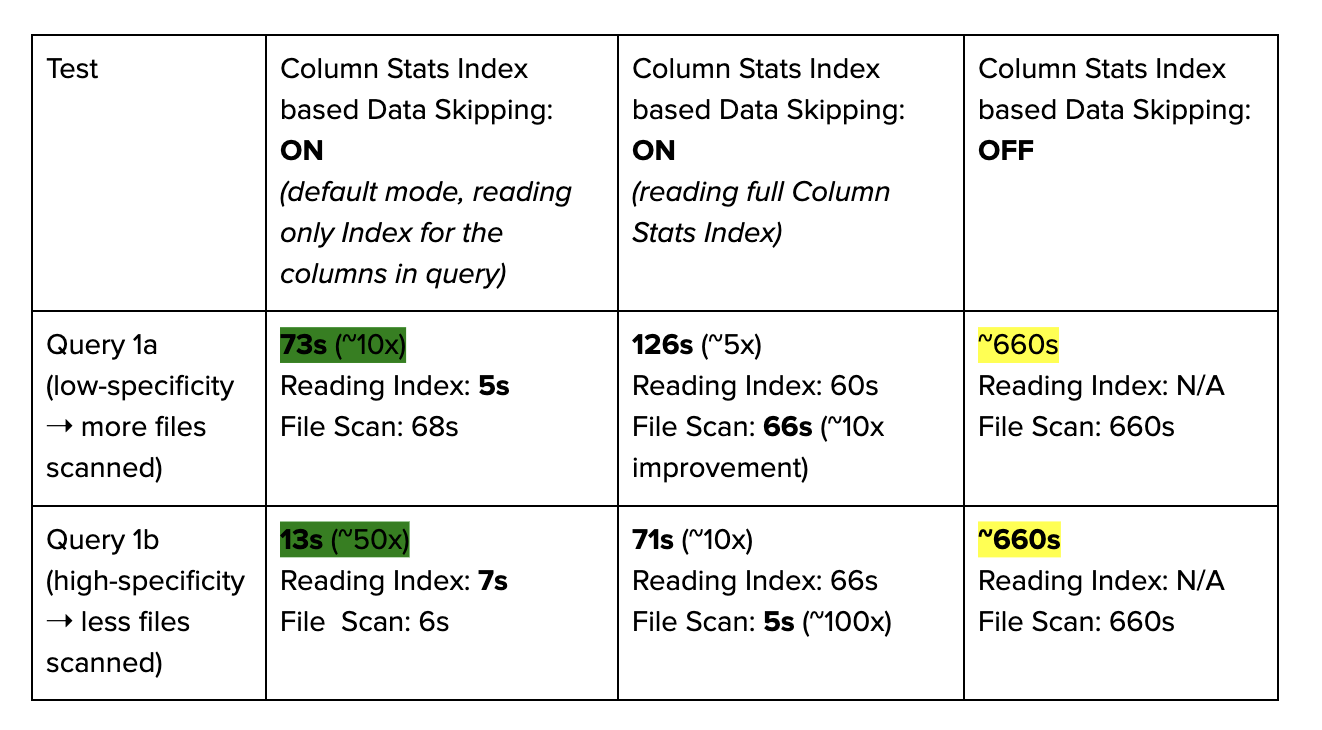 Test
Column Stats Index
based Data Skipping:
ON
(default mode, reading
only Index for the
columns in query)
Column Stats Index
based Data Skipping:
ON
(reading full Column
Stats Index)
Column Stats Index
based Data Skipping:
OFF
Query 1a
(low-specificity
→ more files
scanned)
73s (~10x)
Reading Index: 5s
File Scan: 68s
126s (~5x)
Reading Index: 60s
File Scan: 66s (~10x
improvement)
~660s
Reading Index: N/A
File Scan: 660s
Query 1b
(high-specificity
→ less files
scanned)
13s (~50x)
Reading Index: 7s
File  Scan: 6s
71s (~10x)
Reading Index: 66s
File Scan: 5s (~100x)
~660s
Reading Index: N/A
File Scan: 660s